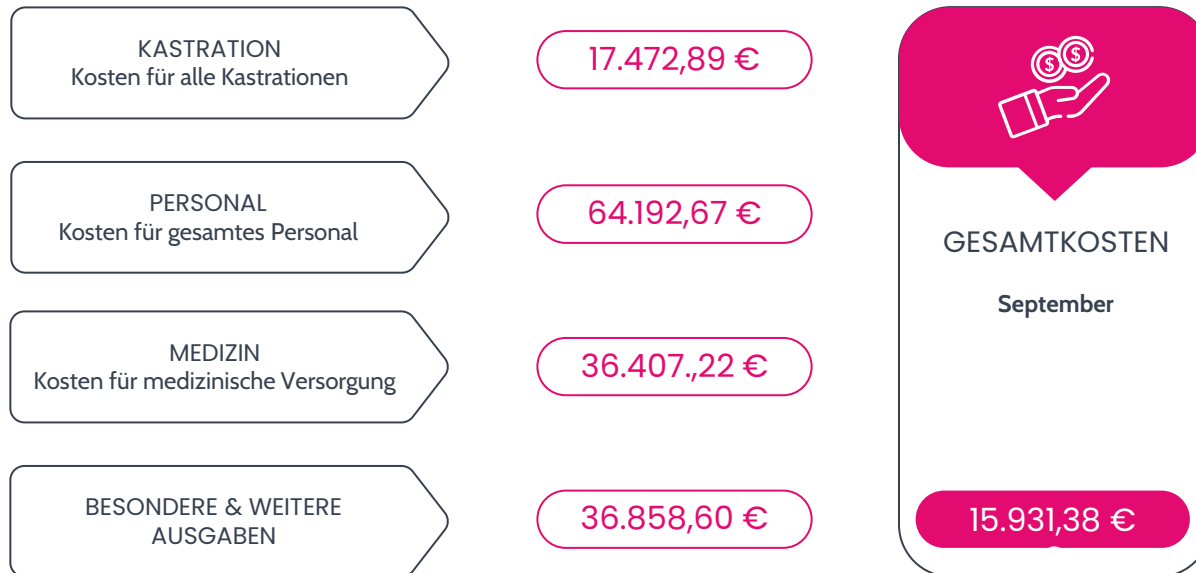 KASTRATION
Kosten für alle Kastrationen
17.472,89 €
PERSONAL
Kosten für gesamtes Personal
64.192,67 €
MEDIZIN
Kosten für medizinische Versorgung
36.407.,22 €
BESONDERE & WEITERE
AUSGABEN
36.858,60 €
$ $
GESAMTKOSTEN
September
15.931,38 €